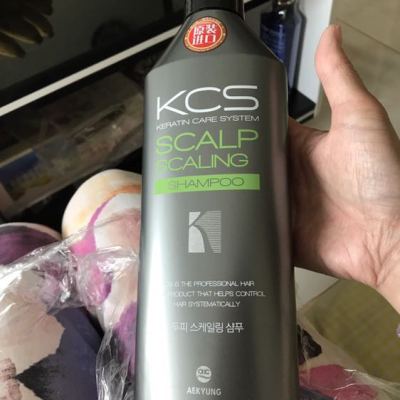 原装
进口
KCS
KERATIN CARE SYSTEM
SCALP
SCALING
SHAMPOO
K
IS THE PROFESSIONAL HAIR
PRODUCT THAT HELPS CONTROL
HAIR SYSTEMATICALLY
두피 스케일링 샴푸
AEKYUNG